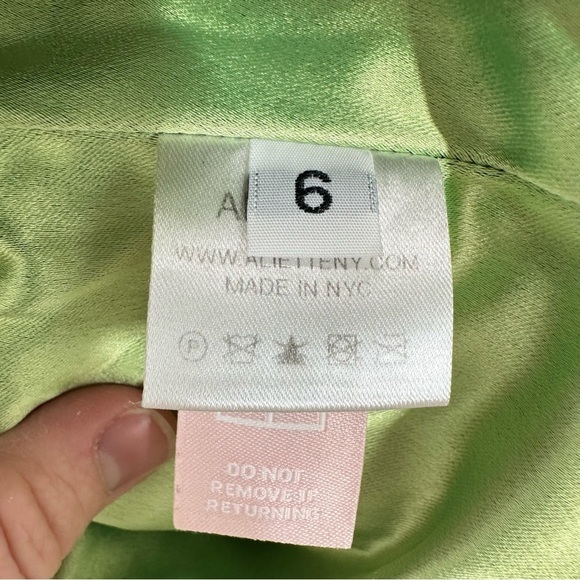 6
WWW.ALIETTENY.COM
MADE IN NYC
P
DO NOT
REMOVE IF
RETURNING